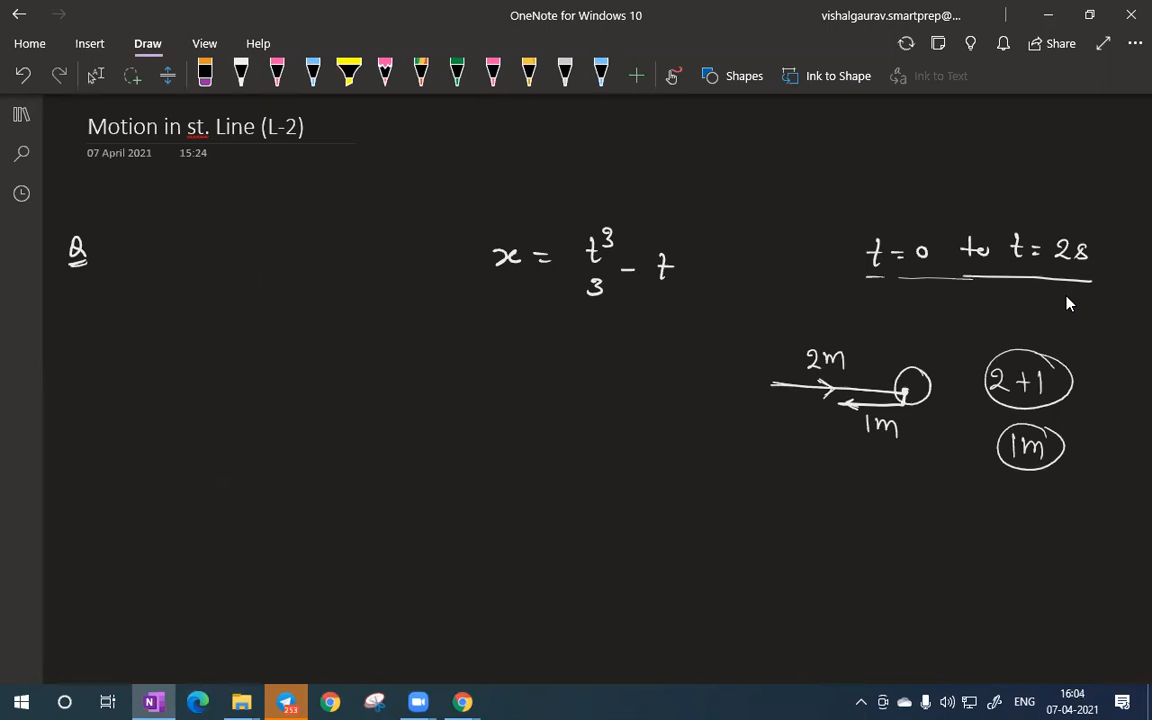 OneNote for Windows 10
vishalgaurav.smartprep@...
Home Insert Draw View Help
Share
Shapes Ink to Shape Ink to Text
Motion in st. Line (L-2)
07 April 2021 15:24
Q x = t³/3 - t t = 0 to t = 2s
2m
2 + 1
1m
1m
253
ENG
16:04
07-04-2021